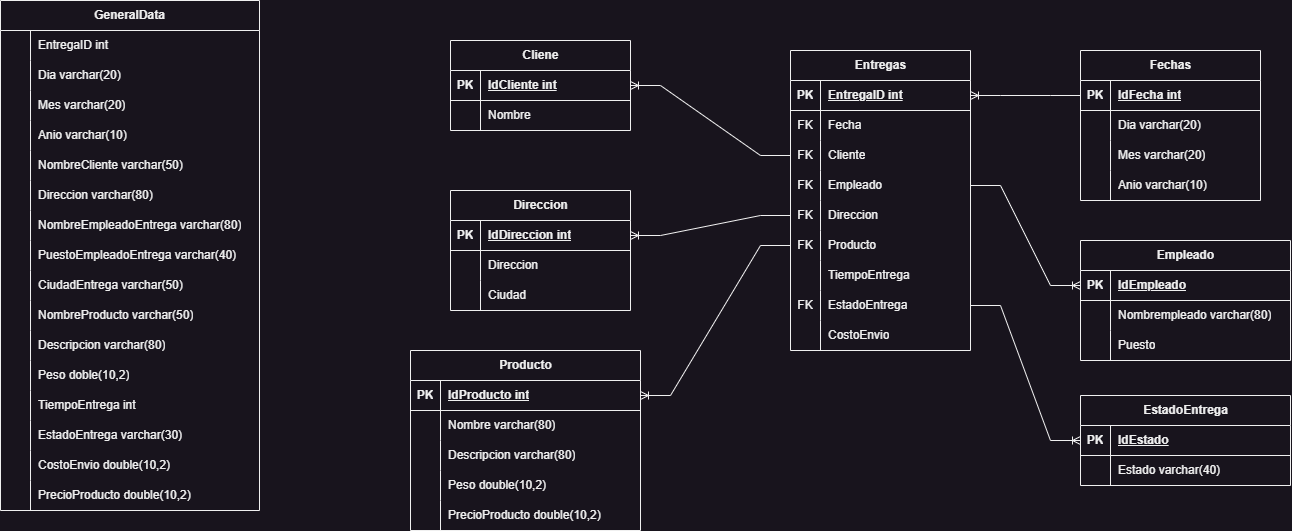 GeneralData
EntregaID int
Dia varchar(20)
Mes varchar(20)
Anio varchar(10)
NombreCliente varchar(50)
Direccion varchar(80)
NombreEmpleadoEntrega varchar(80)
PuestoEmpleadoEntrega varchar(40)
CiudadEntrega varchar(50)
NombreProducto varchar(50)
Descripcion varchar(80)
Peso doble(10,2)
TiempoEntrega int
EstadoEntrega varchar(30)
CostoEnvio double(10,2)
PrecioProducto double(10,2)
Cliene
PK IdCliente int
Nombre
Direccion
PK IdDireccion int
Direccion
Ciudad
Producto
PK IdProducto int
Nombre varchar(80)
Descripcion varchar(80)
Peso double(10,2)
PrecioProducto double(10,2)
Entregas
PK EntregaID int
FK Fecha
FK Cliente
FK Empleado
FK Direccion
FK Producto
TiempoEntrega
FK EstadoEntrega
CostoEnvio
Fechas
PK IdFecha int
Dia varchar(20)
Mes varchar(20)
Anio varchar(10)
Empleado
PK IdEmpleado
Nombrempleado varchar(80)
Puesto
EstadoEntrega
PK IdEstado
Estado varchar(40)